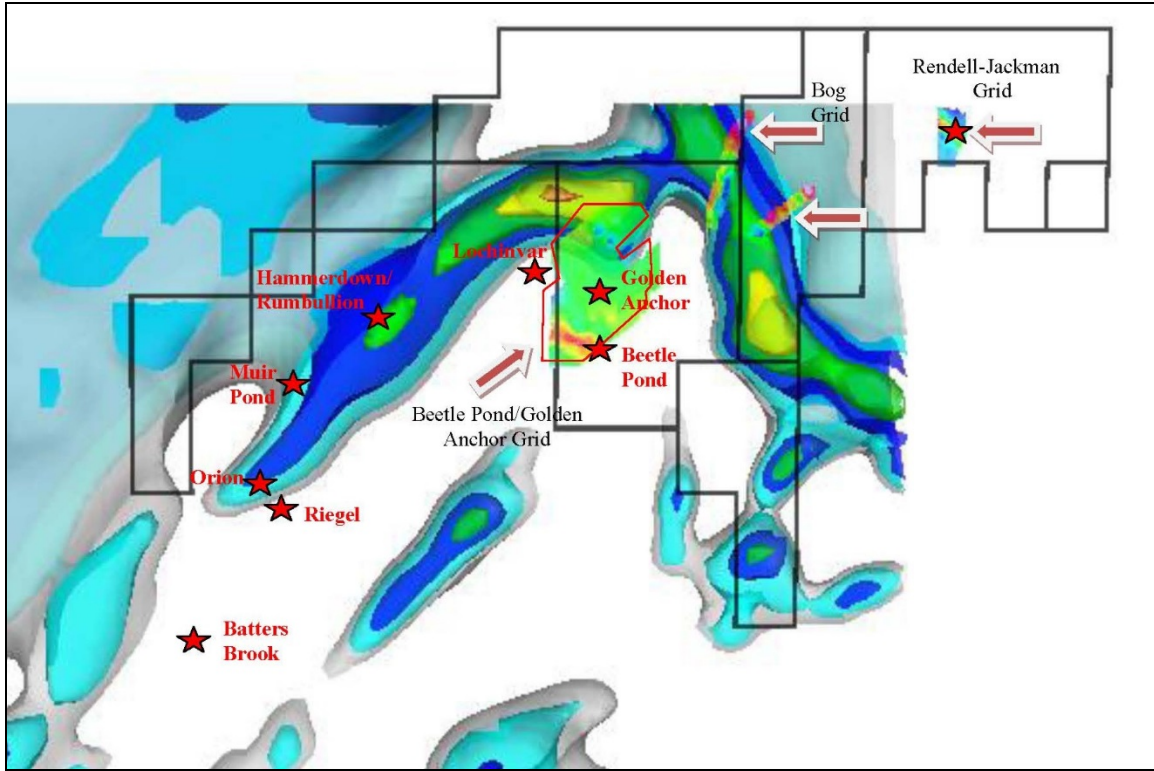 Rendell-Jackman
Grid
Bog
Grid
Lochinvar
Hammerdown/
Rumbullion
Golden
Anchor
Muir
Pond
Beetle
Pond
Beetle Pond/Golden
Anchor Grid
Orion
Riegel
Batters
Brook